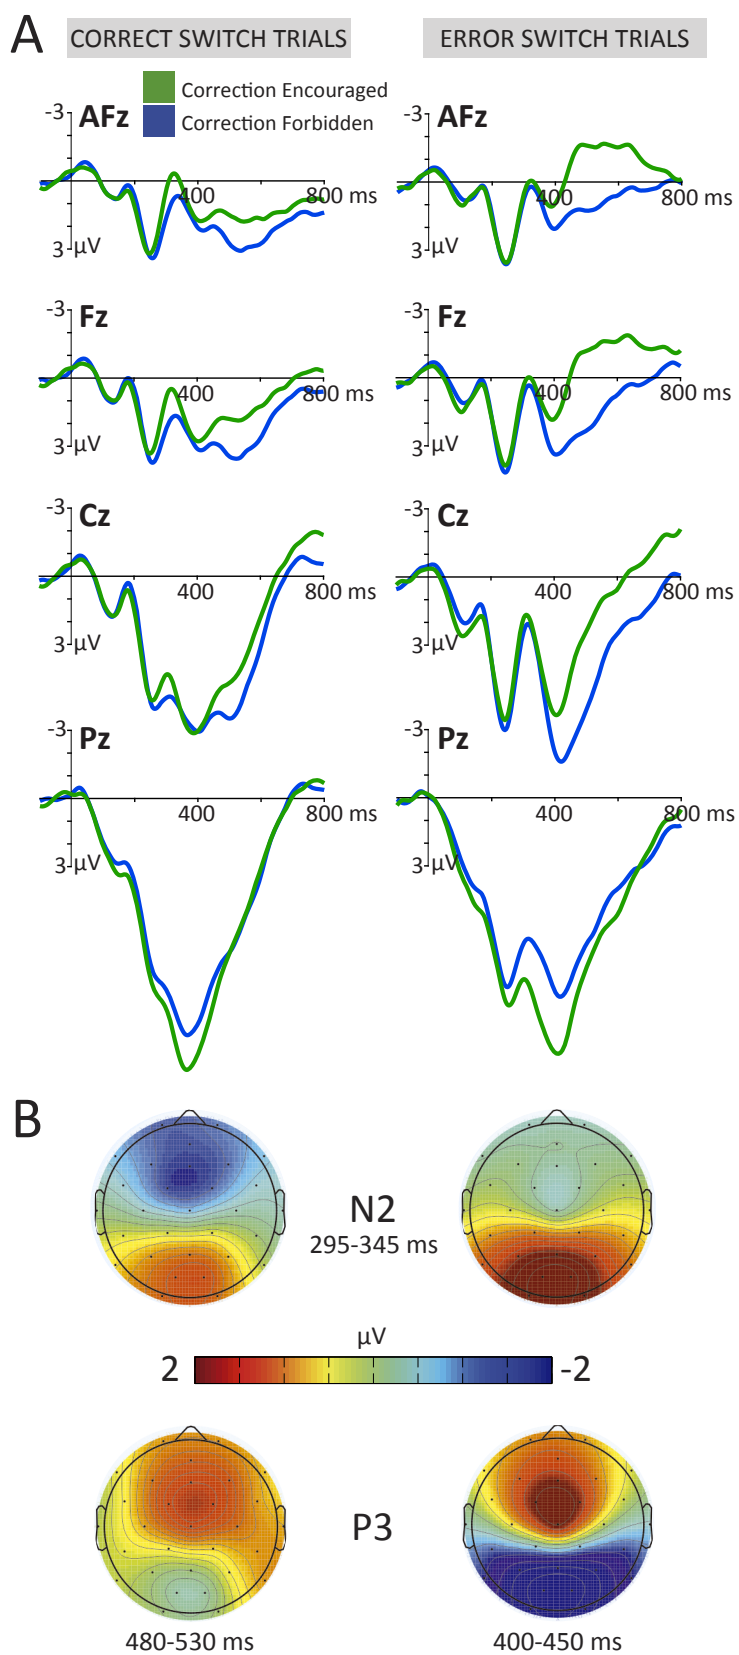 A
CORRECT SWITCH TRIALS
ERROR SWITCH TRIALS
Correction Encouraged
Correction Forbidden
-3
AFz
400
800 ms
3
µV
-3
AFz
400
800 ms
3
µV
-3
Fz
400
800 ms
3
µV
-3
Fz
400
800 ms
3
µV
-3
Cz
400
800 ms
3
µV
-3
Cz
400
800 ms
3
µV
-3
Pz
400
800 ms
3
µV
-3
Pz
400
800 ms
3
µV
B
N2
295-345 ms
µV
2
-2
P3
480-530 ms
400-450 ms